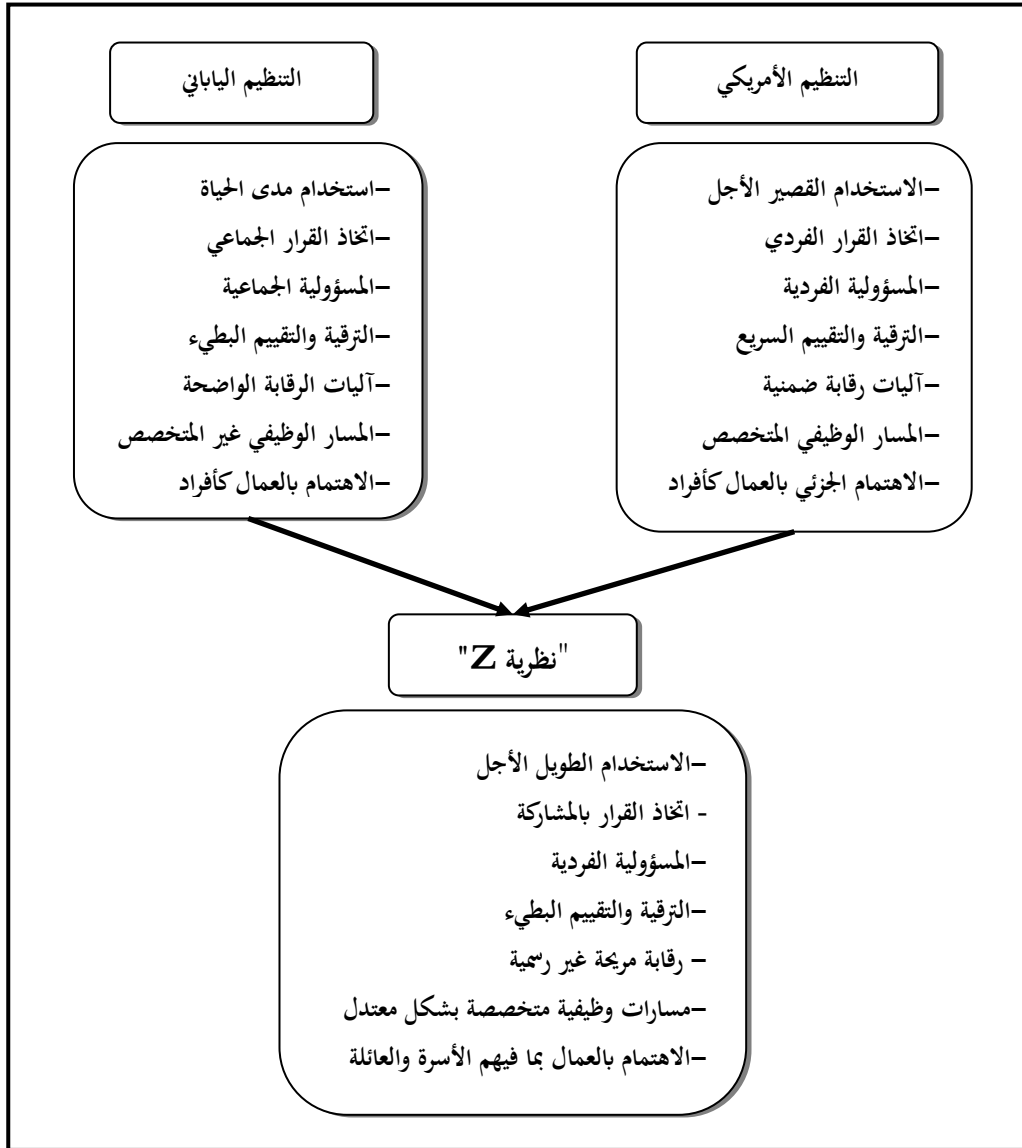 التنظيم الأمريكي
–الاستخدام القصير الأجل
–اتخاذ القرار الفردي
–المسؤولية الفردية
–الترقية والتقييم السريع
–آليات رقابة ضمنية
–المسار الوظيفي المتخصص
–الاهتمام الجزئي بالعمال كأفراد
التنظيم الياباني
–استخدام مدى الحياة
–اتخاذ القرار الجماعي
–المسؤولية الجماعية
–الترقية والتقييم البطيء
–آليات الرقابة الواضحة
–المسار الوظيفي غير المتخصص
–الاهتمام بالعمال كأفراد
"نظرية Z"
–الاستخدام الطويل الأجل
- اتخاذ القرار بالمشاركة
–المسؤولية الفردية
–الترقية والتقييم البطيء
– رقابة مريحة غير رسمية
–مسارات وظيفية متخصصة بشكل معتدل
–الاهتمام بالعمال بما فيهم الأسرة والعائلة